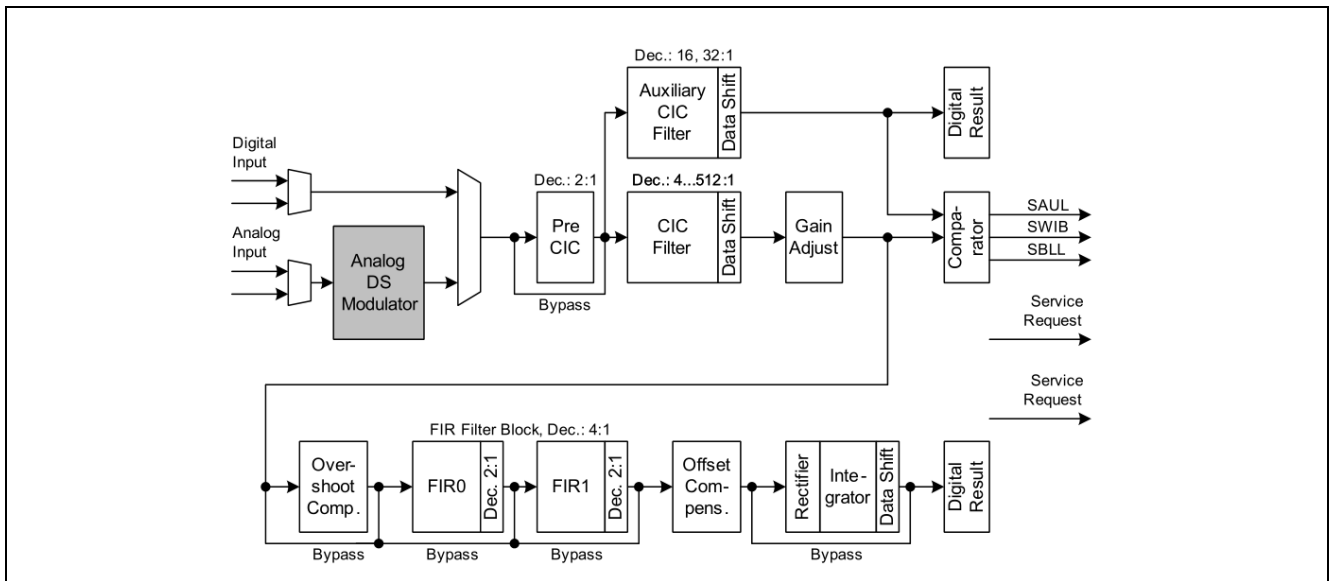 Dec.: 16, 32:1
Auxiliary
CIC
Filter
Data Shift
Digital
Result
Digital
Input
Dec.: 2:1
Dec.: 4...512:1
Pre
CIC
CIC
Filter
Data Shift
Gain
Adjust
Compa-
rator
SAUL
SWIB
SBLL
Analog
Input
Analog
DS
Modulator
Bypass
Service
Request
Service
Request
FIR Filter Block, Dec.: 4:1
Over-
shoot
Comp.
FIR0
Dec. 2:1
FIR1
Dec. 2:1
Offset
Com-
pens.
Rectifier
Inte-
grator
Data Shift
Digital
Result
Bypass
Bypass
Bypass
Bypass